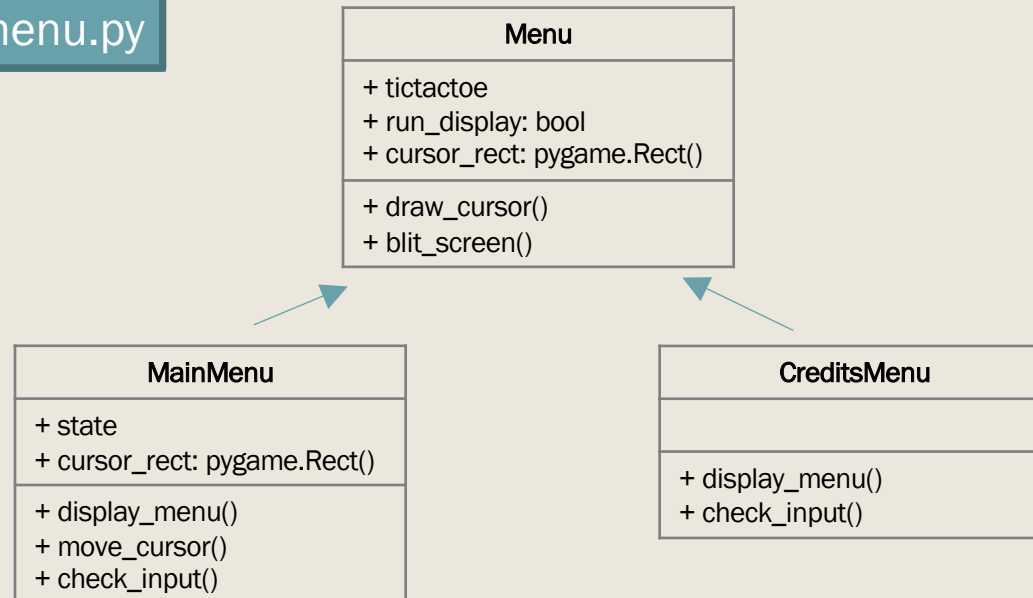 menu.py
Menu
+ tictactoe
+ run_display: bool
+ cursor_rect: pygame.Rect()
+ draw_cursor()
+ blit_screen()
MainMenu
+ state
+ cursor_rect: pygame.Rect()
+ display_menu()
+ move_cursor()
+ check_input()
CreditsMenu
+ display_menu()
+ check_input()